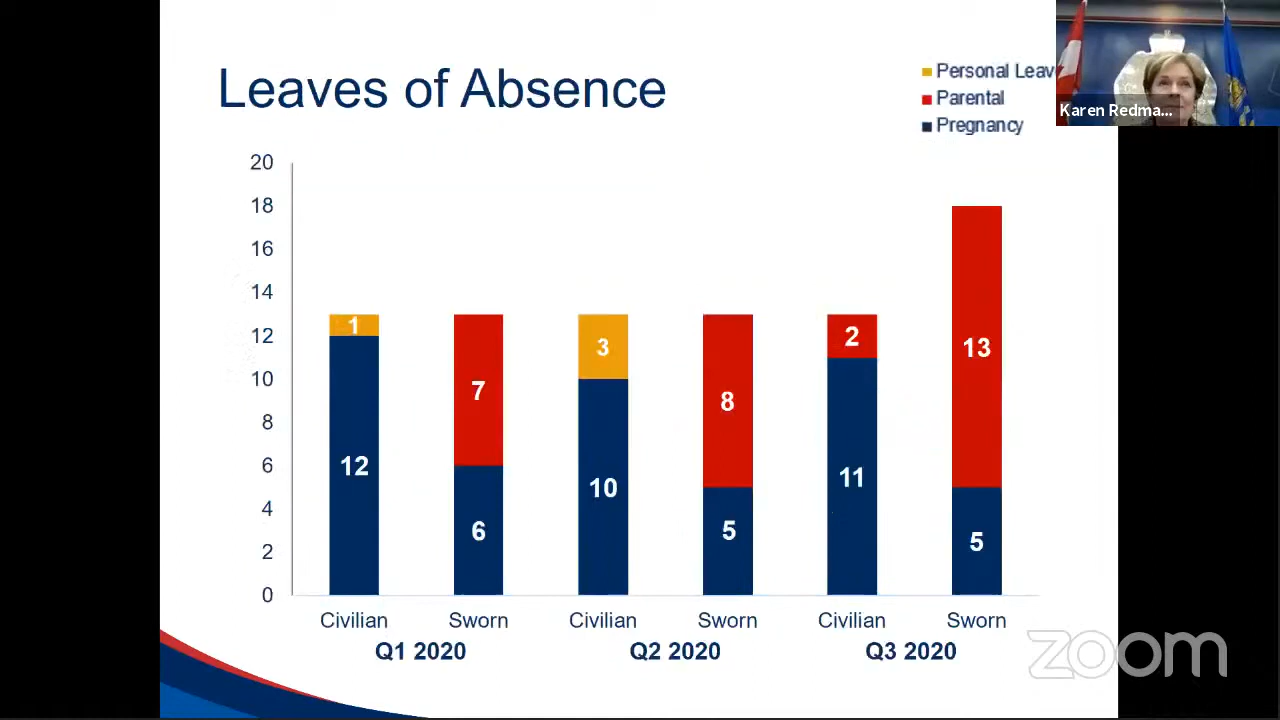 Leaves of Absence
Personal Leav
Parental
Pregnancy
Karen Redma...
20
18
16
14
12
10
8
6
4
2
0
1
12
7
6
3
10
8
5
2
11
13
5
Civilian Sworn Civilian Sworn Civilian Sworn
Q1 2020 Q2 2020 Q3 2020
zoom